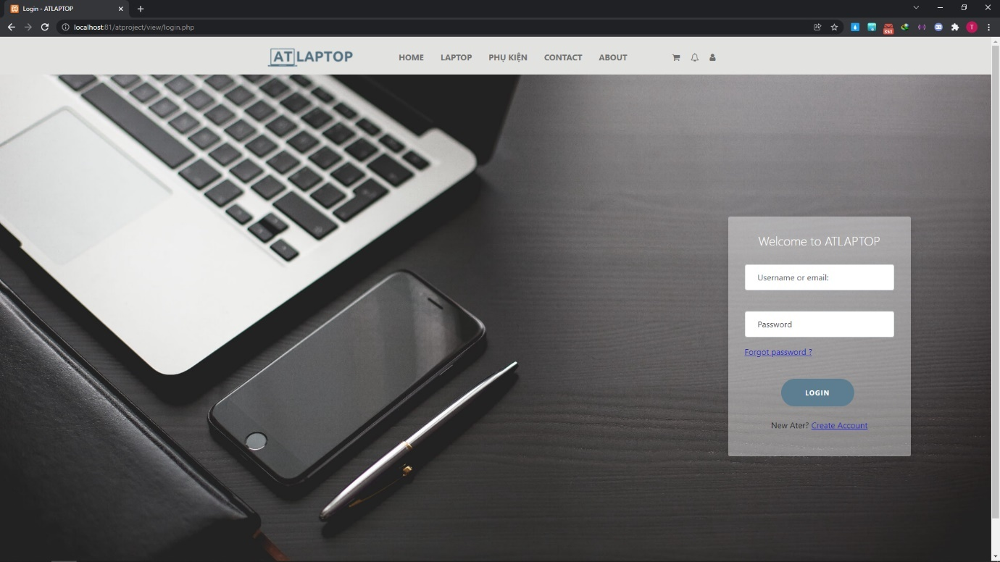 Login - ATLAPTOP
localhost:81/atproject/view/login.php
351
T
ATLAPTOP HOME LAPTOP PHỤ KIỆN CONTACT ABOUT
Welcome to ATLAPTOP
Username or email:
Password
Forgot password ?
LOGIN
New Ater? Create Account